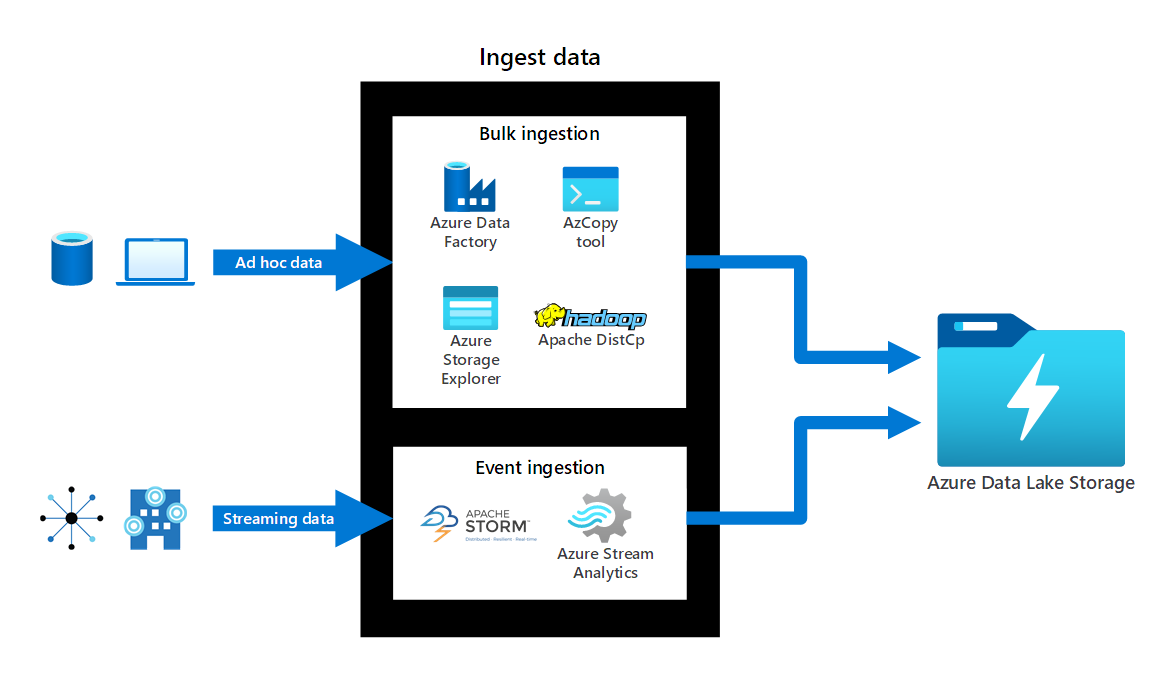 Ingest data
Bulk ingestion
Azure Data
Factory
AzCopy
tool
Ad hoc data
Azure
Storage
Explorer
hadoop
Apache DistCp
Azure Data Lake Storage
Event ingestion
Streaming data
APACHE
STORM™
Distributed · Resilient · Real-time
Azure Stream
Analytics